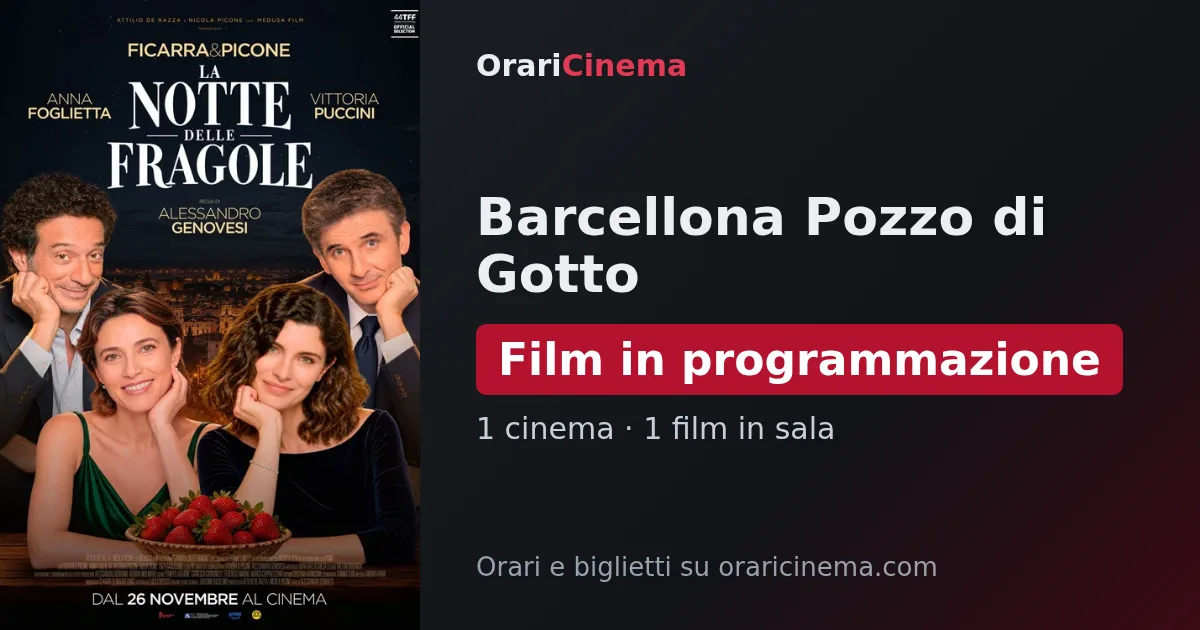 ATTILIO DE RAZZA E NICOLA PICONE CON MEDUSA FILM
44TFF
OFFICIAL
SELECTION
FICARRA&PICONE
LA
NOTTE
DELLE
FRAGOLE
ANNA
FOGLIETTA
VITTORIA
PUCCINI
REGIA DI
ALESSANDRO
GENOVESI
DAL 26 NOVEMBRE AL CINEMA
OrariCinema
Barcellona Pozzo di
Gotto
Film in programmazione
1 cinema · 1 film in sala
Orari e biglietti su oraricinema.com